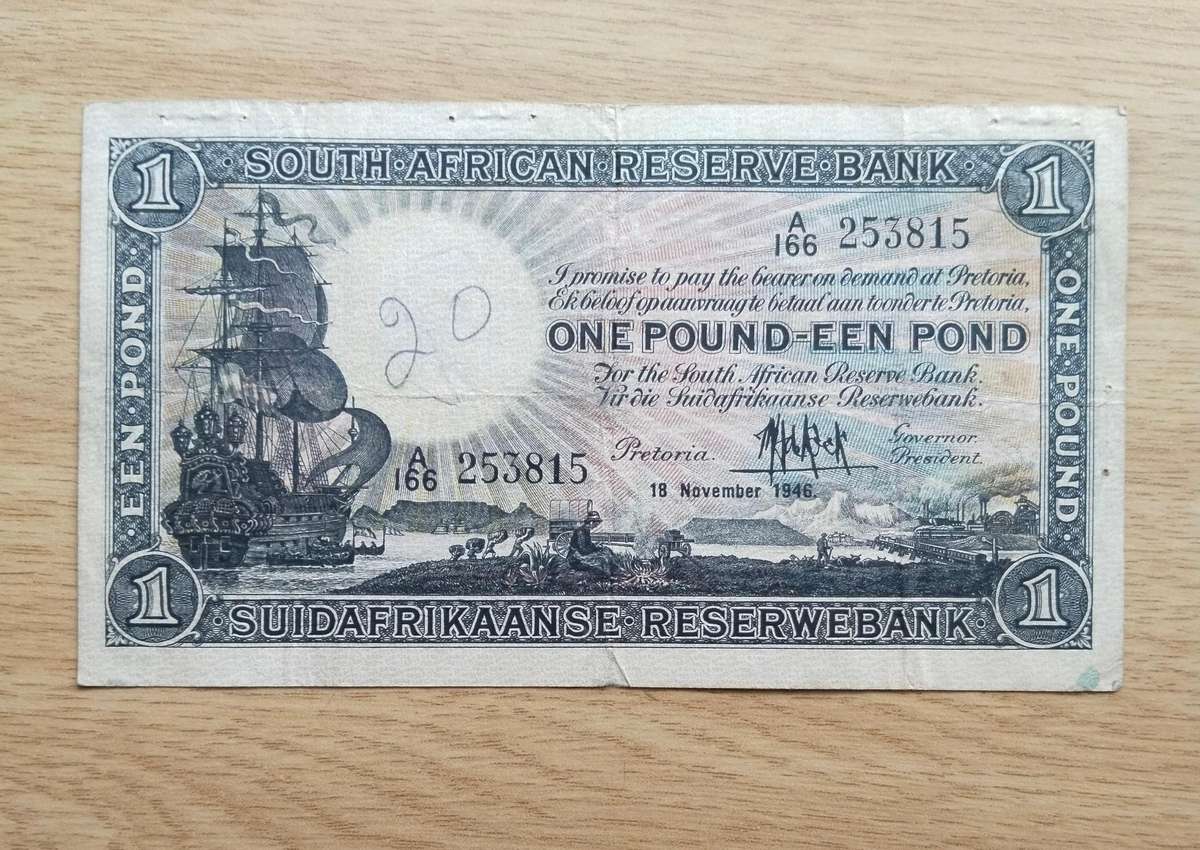 1 · SOUTH · AFRICAN · RESERVE · BANK · 1
A
166 253815
I promise to pay the bearer on demand at Pretoria,
Ek beloof op aanvraag te betaal aan toonder te Pretoria,
ONE POUND-EEN POND
For the South African Reserve Bank.
Vir die Suidafrikaanse Reserwebank.
20
Pretoria.
Governor.
President.
A
166 253815
18 November 1946.
· EEN · POND ·
· ONE · POUND ·
1 · SUIDAFRIKAANSE · RESERWEBANK · 1